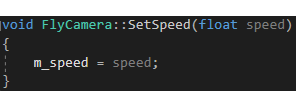 void FlyCamera::SetSpeed(float speed)
{
m_speed = speed;
}